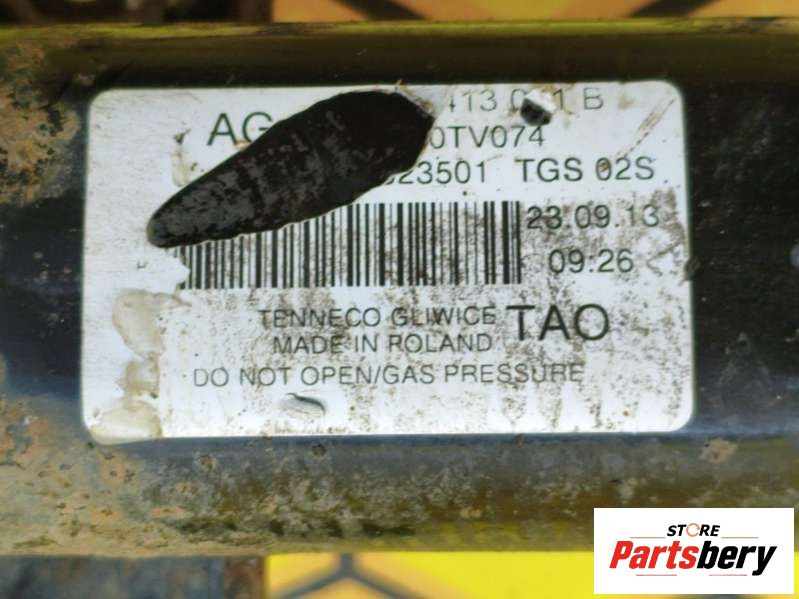 AG 413 B
0TV074
23501 TGS 02S
23.09.13
09:26
TENNECO GLIWICE TAO
MADE IN POLAND
DO NOT OPEN/GAS PRESSURE
STORE
Partsbery